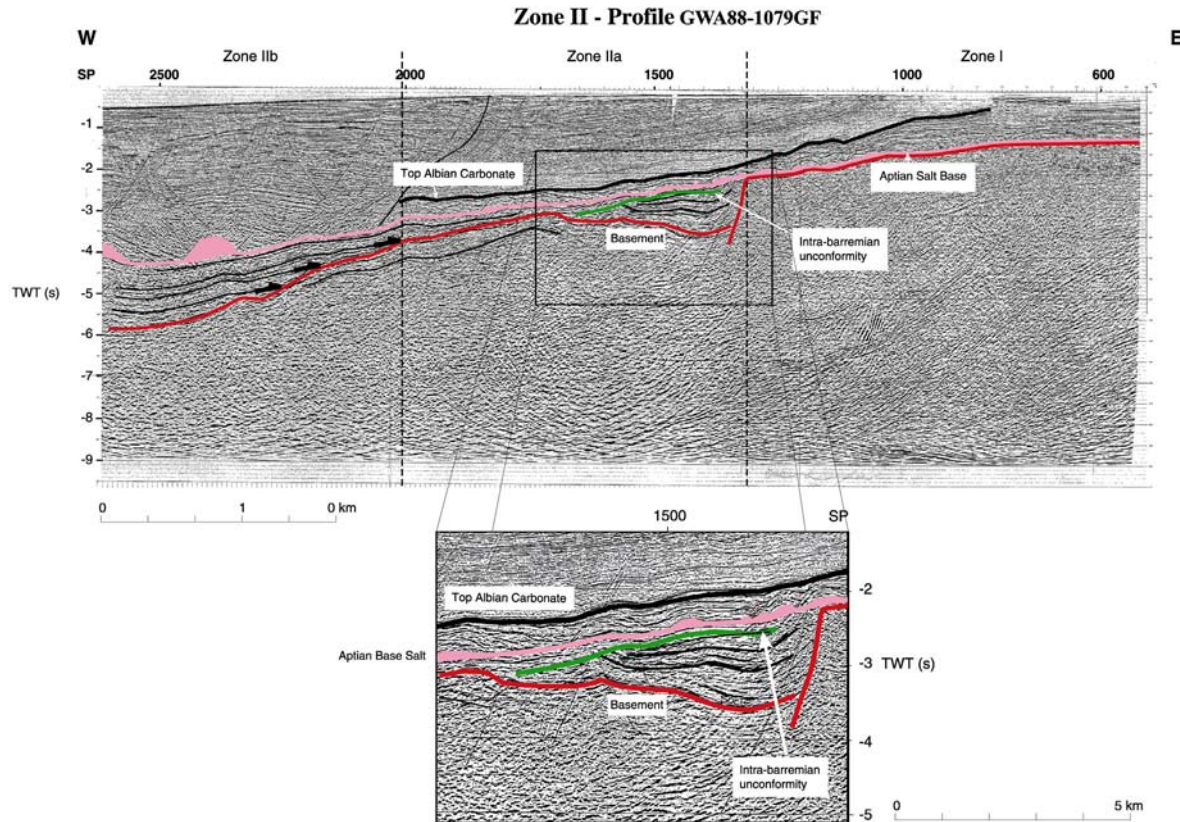 Zone II - Profile GWA88-1079GF
W
E
Zone IIb
Zone IIa
Zone I
SP
2500
2000
1500
1000
600
-1
-2
-3
-4
-5
-6
-7
-8
-9
TWT (s)
Top Albian Carbonate
Aptian Salt Base
Basement
Intra-barremian
unconformity
0
1
0 km
1500
SP
Top Albian Carbonate
Aptian Base Salt
Basement
Intra-barremian
unconformity
-2
-3
TWT (s)
-4
-5
0
5 km